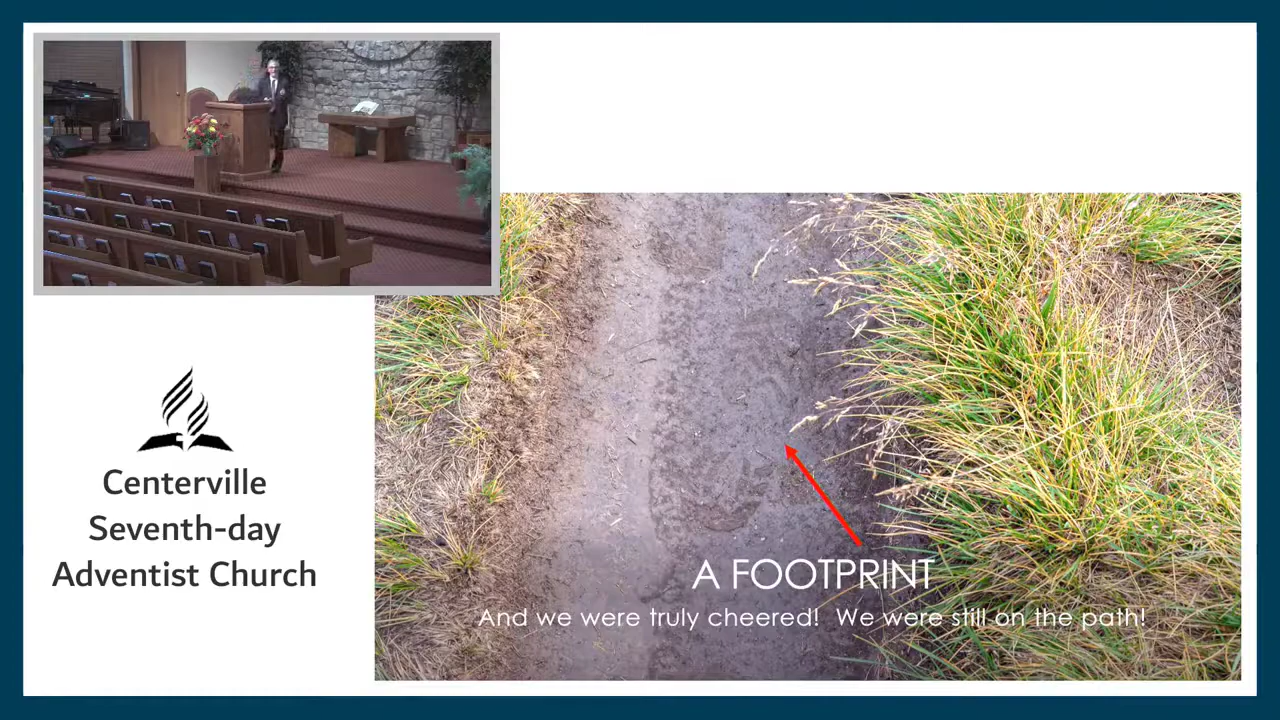 Centerville
Seventh-day
Adventist Church
A FOOTPRINT
And we were truly cheered!  We were still on the path!